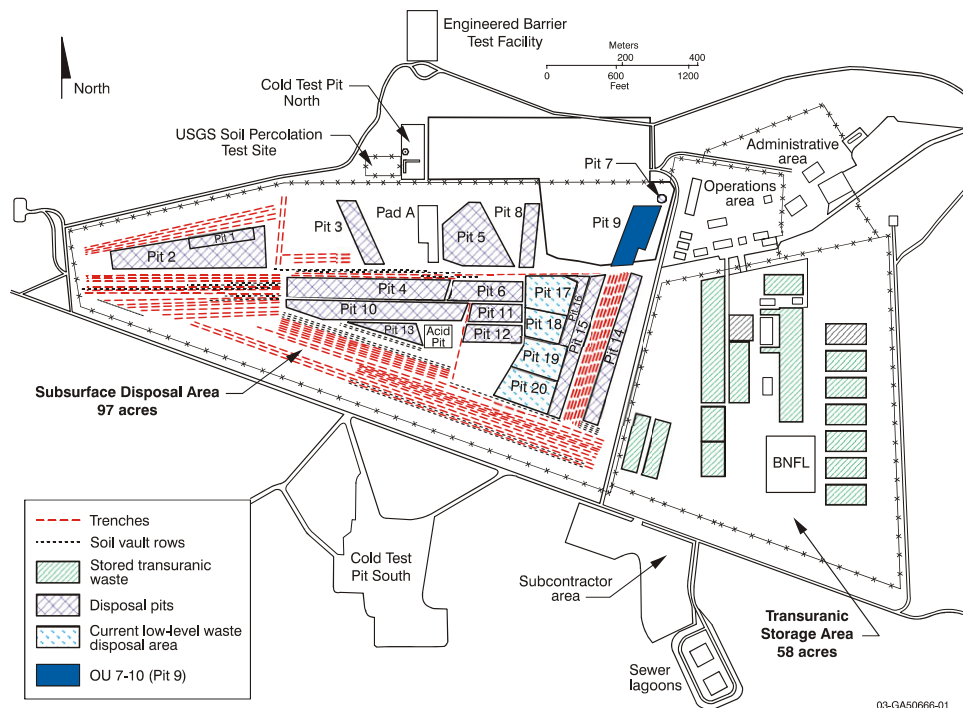 Engineered Barrier
Test Facility
Meters
200 400
0 600 1200
Feet
North
Cold Test Pit
North
USGS Soil Percolation
Test Site
Administrative
area
Pit 7
Operations
area
Pit 3
Pad A
Pit 5
Pit 8
Pit 9
Pit 1
Pit 2
Pit 4
Pit 6
Pit 17
Pit 16
Pit 10
Pit 11
Pit 18
Pit 15
Pit 14
Pit 13
Acid
Pit
Pit 12
Pit 19
Pit 20
Subsurface Disposal Area
97 acres
BNFL
Trenches
Soil vault rows
Stored transuranic
waste
Disposal pits
Current low-level waste
disposal area
OU 7-10 (Pit 9)
Cold Test
Pit South
Subcontractor
area
Transuranic
Storage Area
58 acres
Sewer
lagoons
03-GA50666-01